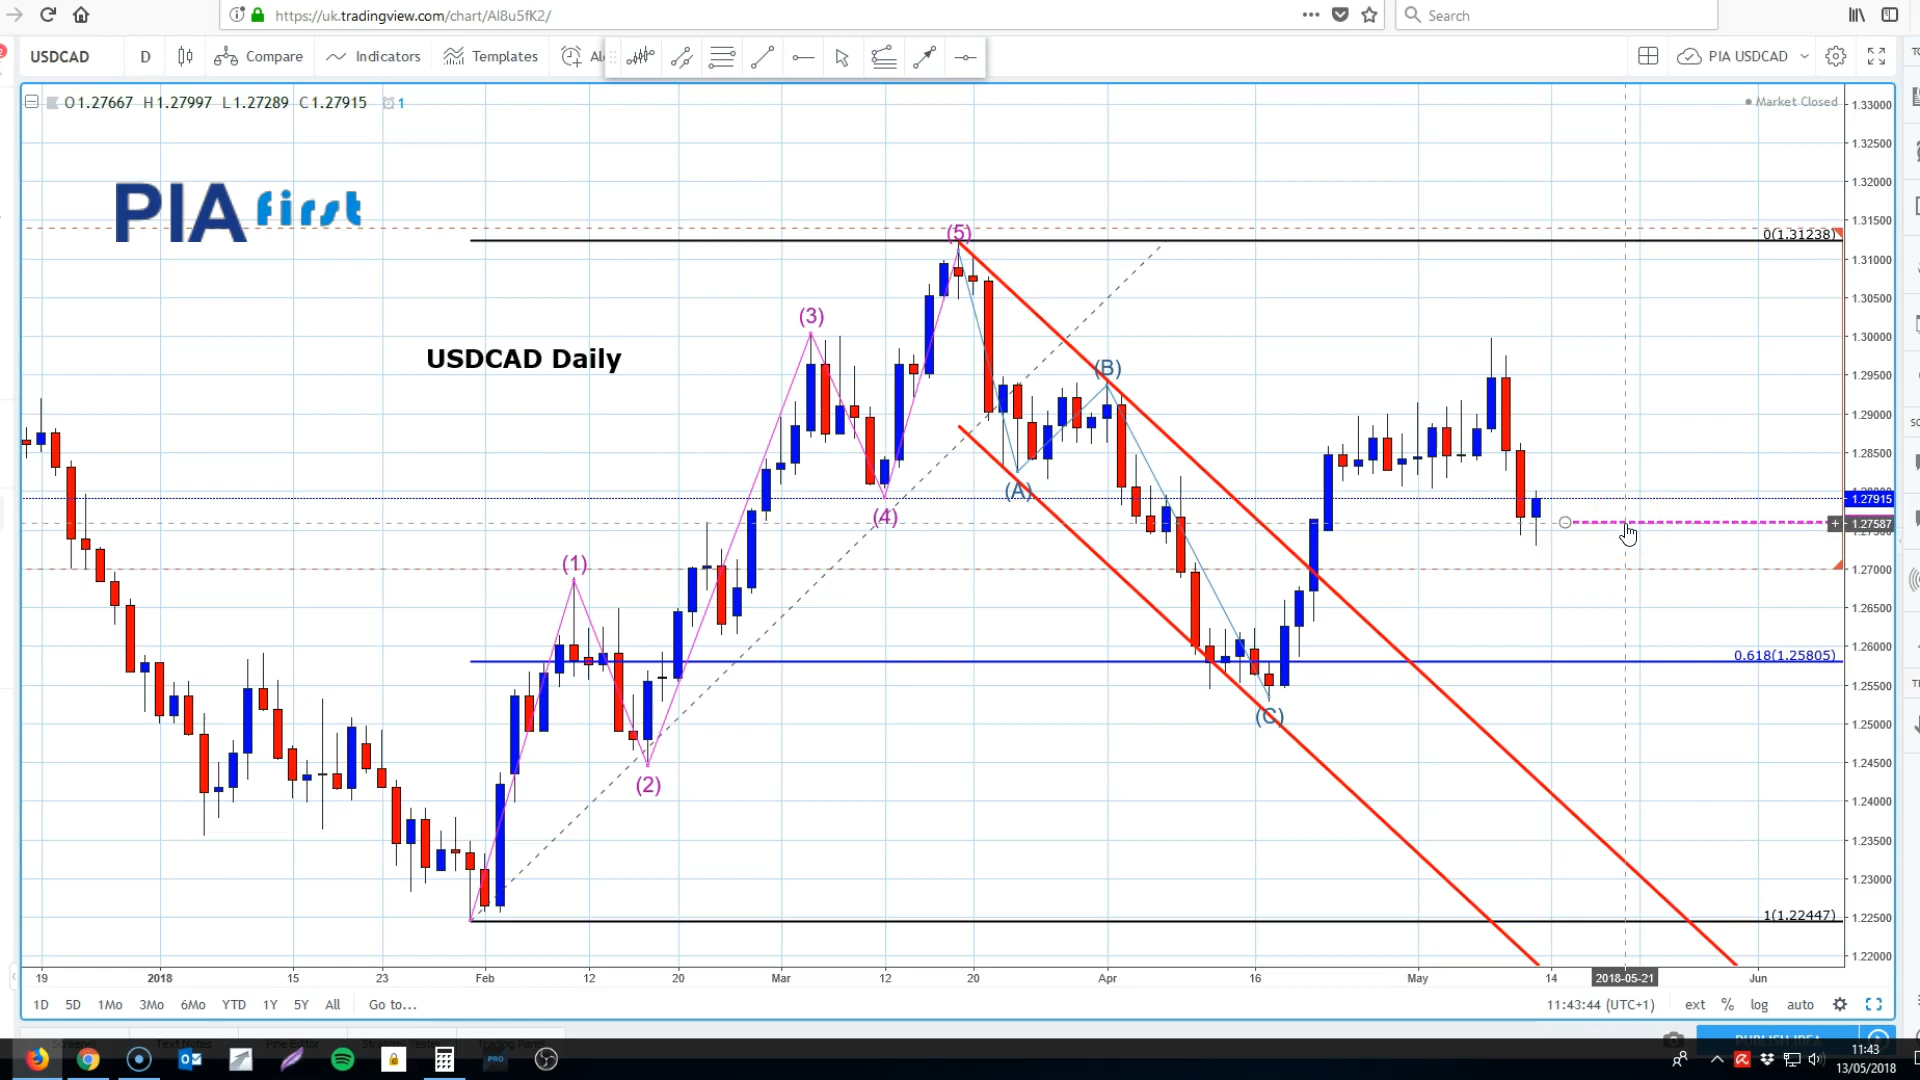 https://uk.tradingview.com/chart/Al8u5fK2/
Search
USDCAD D Compare Indicators Templates
PIA USDCAD
O1.27667 H1.27997 L1.27289 C1.27915 1
Market Closed
PIA first
USDCAD Daily
(1)
(2)
(3)
(4)
(5)
(A)
(B)
(C)
0(1.31238)
0.618(1.25805)
1(1.22447)
1.33000
1.32500
1.32000
1.31500
1.31000
1.30500
1.30000
1.29500
1.29000
1.28500
1.27915
1.27587
1.27000
1.26500
1.26000
1.25500
1.25000
1.24500
1.24000
1.23500
1.23000
1.22500
1.22000
19 2018 15 23 Feb 12 20 Mar 12 20 Apr 16 May 14 2018-05-21 Jun
1D 5D 1Mo 3Mo 6Mo YTD 1Y 5Y All Go to...
11:43:44 (UTC+1) ext % log auto
PRO
11:43
13/05/2018